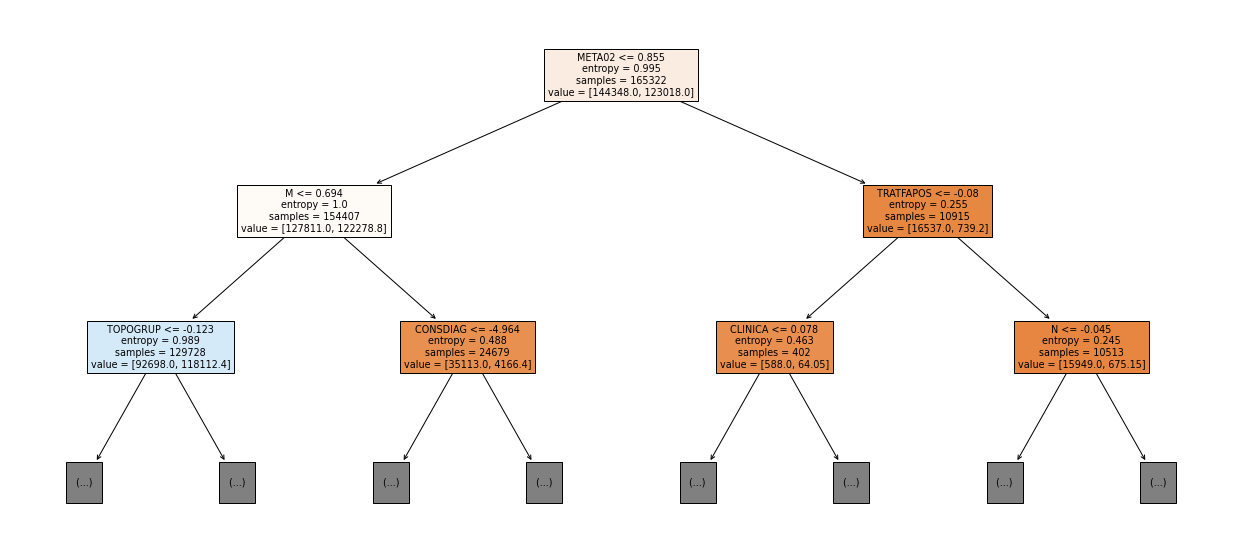 META02 <= 0.855
entropy = 0.995
samples = 165322
value = [144348.0, 123018.0]
M <= 0.694
entropy = 1.0
samples = 154407
value = [127811.0, 122278.8]
TRATFAPOS <= -0.08
entropy = 0.255
samples = 10915
value = [16537.0, 739.2]
TOPOGRUP <= -0.123
entropy = 0.989
samples = 129728
value = [92698.0, 118112.4]
CONSDIAG <= -4.964
entropy = 0.488
samples = 24679
value = [35113.0, 4166.4]
CLINICA <= 0.078
entropy = 0.463
samples = 402
value = [588.0, 64.05]
N <= -0.045
entropy = 0.245
samples = 10513
value = [15949.0, 675.15]
(...)
(...)
(...)
(...)
(...)
(...)
(...)
(...)